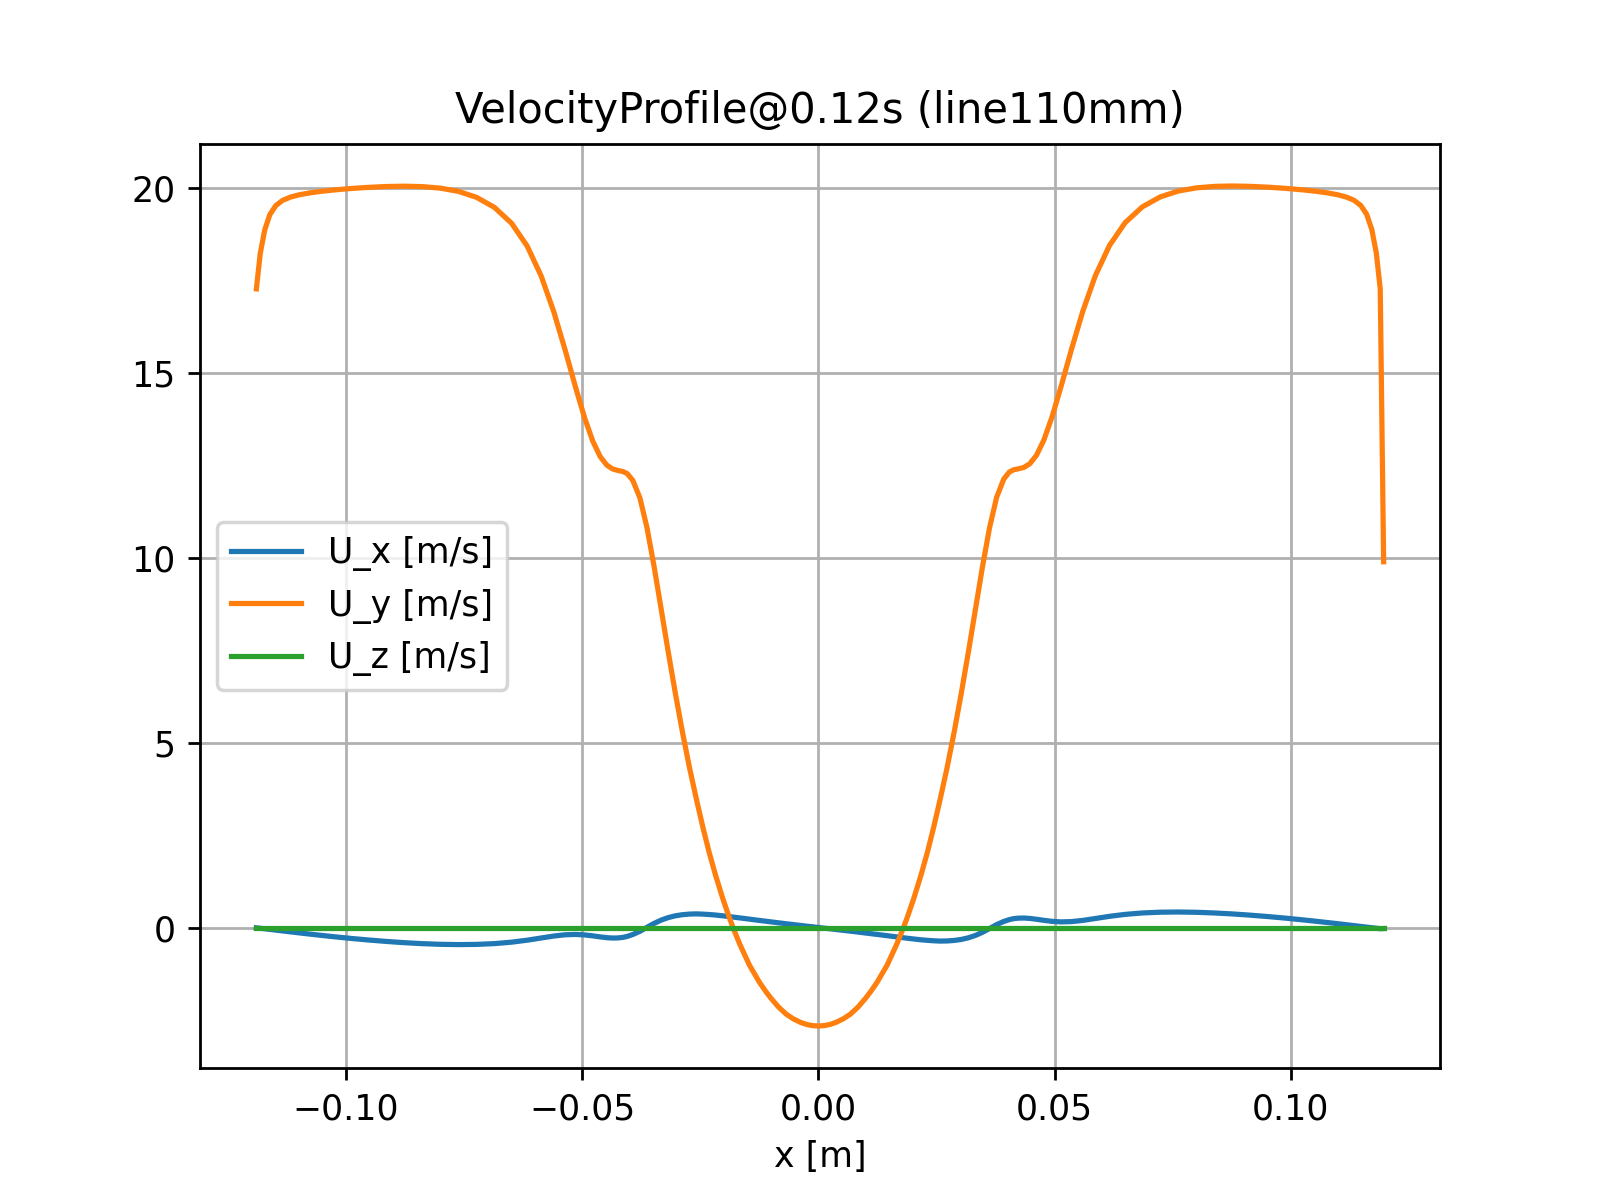 VelocityProfile@0.12s (line110mm)
20
15
10
5
0
U_x [m/s]
U_y [m/s]
U_z [m/s]
−0.10 −0.05 0.00 0.05 0.10
x [m]